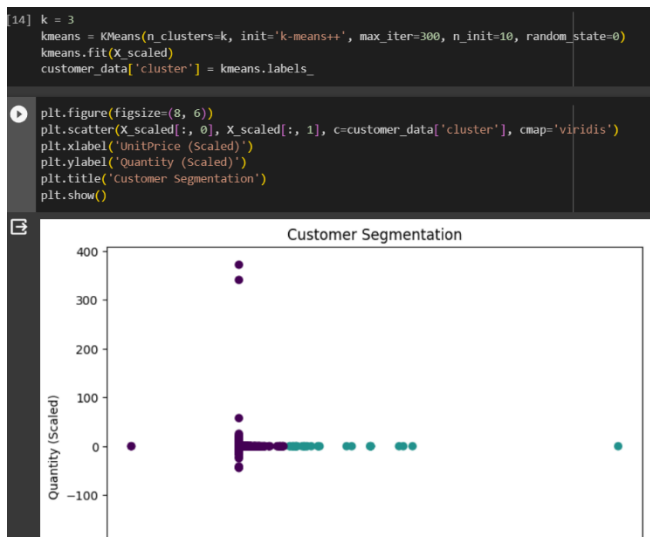 [14] k = 3
kmeans = KMeans(n_clusters=k, init='k-means++', max_iter=300, n_init=10, random_state=0)
kmeans.fit(X_scaled)
customer_data['cluster'] = kmeans.labels_
plt.figure(figsize=(8, 6))
plt.scatter(X_scaled[:, 0], X_scaled[:, 1], c=customer_data['cluster'], cmap='viridis')
plt.xlabel('UnitPrice (Scaled)')
plt.ylabel('Quantity (Scaled)')
plt.title('Customer Segmentation')
plt.show()
Customer Segmentation
400
300
200
100
0
−100
Quantity (Scaled)